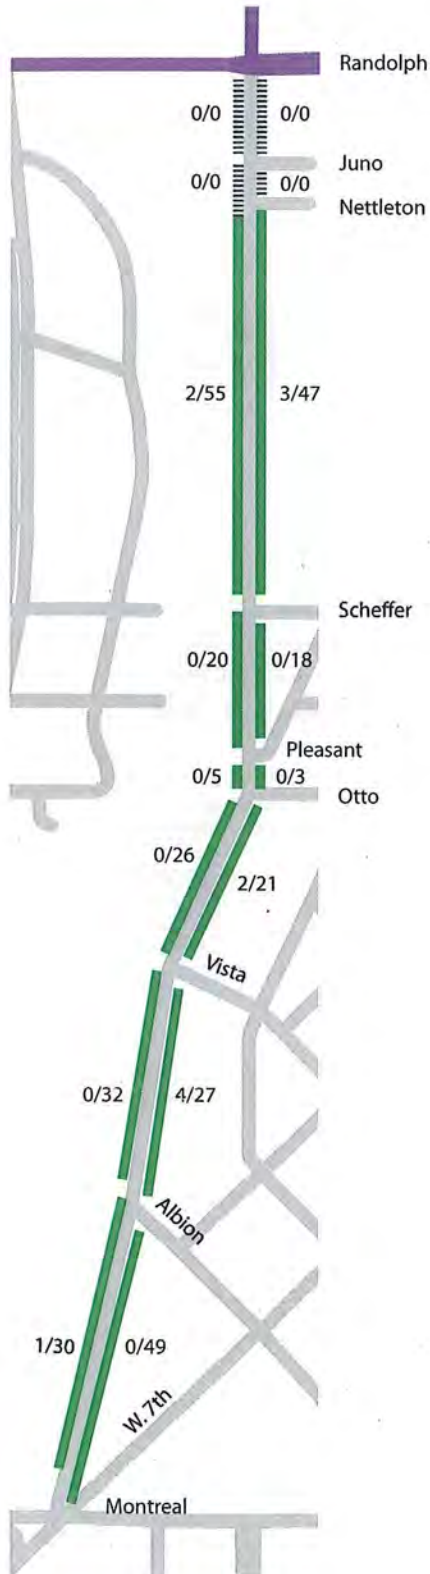 Randolph
0/0 0/0
Juno
0/0 0/0
Nettleton
2/55 3/47
Scheffer
0/20 0/18
Pleasant
0/5 0/3
Otto
0/26
2/21
Vista
0/32 4/27
Albion
1/30 0/49
W. 7th
Montreal